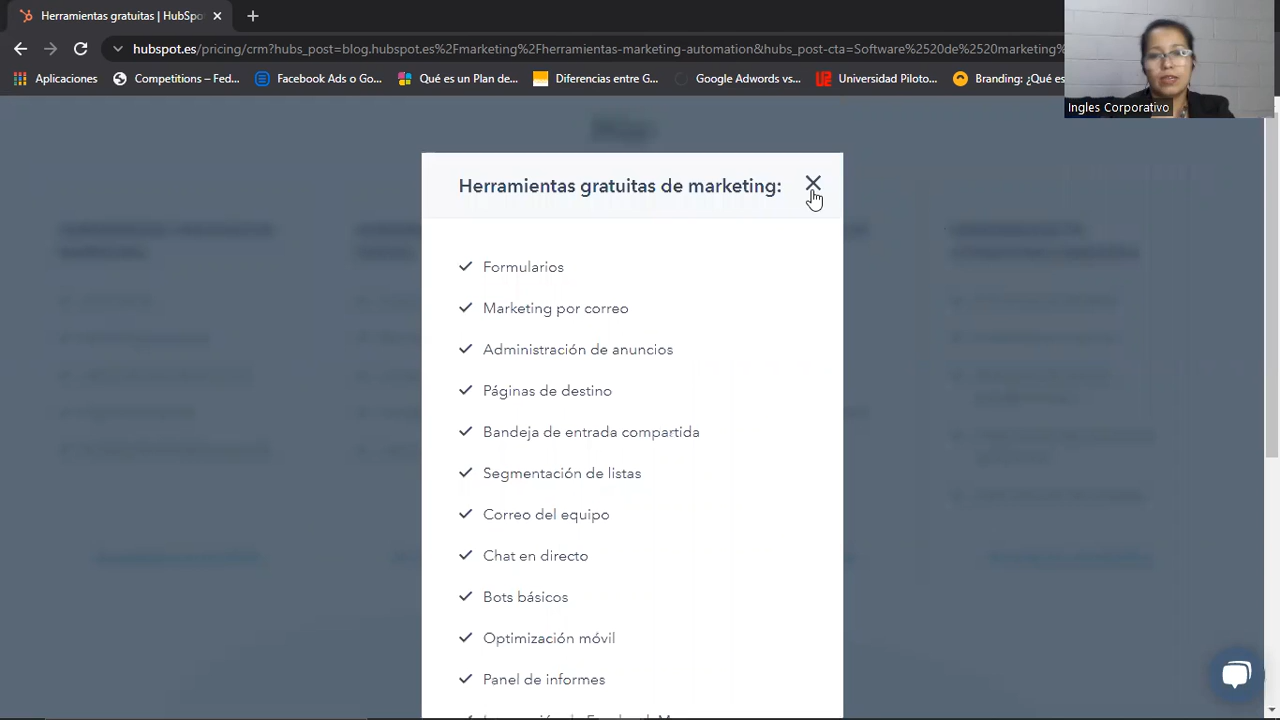 Herramientas gratuitas | HubSpo
hubspot.es/pricing/crm?hubs_post=blog.hubspot.es%2Fmarketing%2Fherramientas-marketing-automation&hubs_post-cta=Software%2520de%2520marketing%
Aplicaciones
Competitions – Fed...
Facebook Ads o Go...
Qué es un Plan de...
Diferencias entre G...
Google Adwords vs...
Universidad Piloto...
Branding: ¿Qué es
Ingles Corporativo
Herramientas gratuitas de marketing:
Formularios
Marketing por correo
Administración de anuncios
Páginas de destino
Bandeja de entrada compartida
Segmentación de listas
Correo del equipo
Chat en directo
Bots básicos
Optimización móvil
Panel de informes